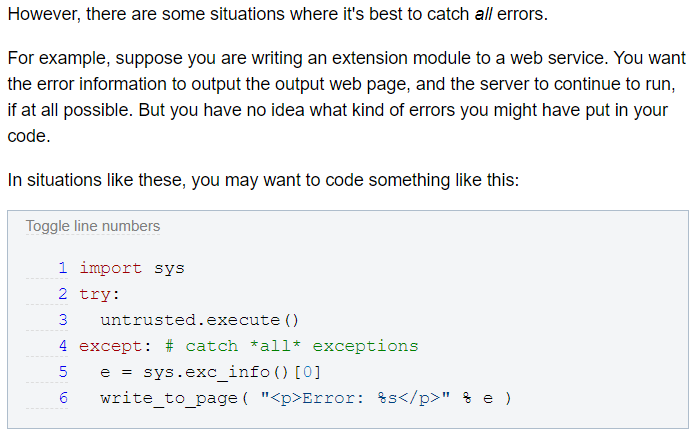 However, there are some situations where it's best to catch all errors.
For example, suppose you are writing an extension module to a web service. You want
the error information to output the output web page, and the server to continue to run,
if at all possible. But you have no idea what kind of errors you might have put in your
code.
In situations like these, you may want to code something like this:
Toggle line numbers
1 import sys
2 try:
3   untrusted.execute()
4 except: # catch *all* exceptions
5   e = sys.exc_info()[0]
6   write_to_page( "<p>Error: %s</p>" % e )